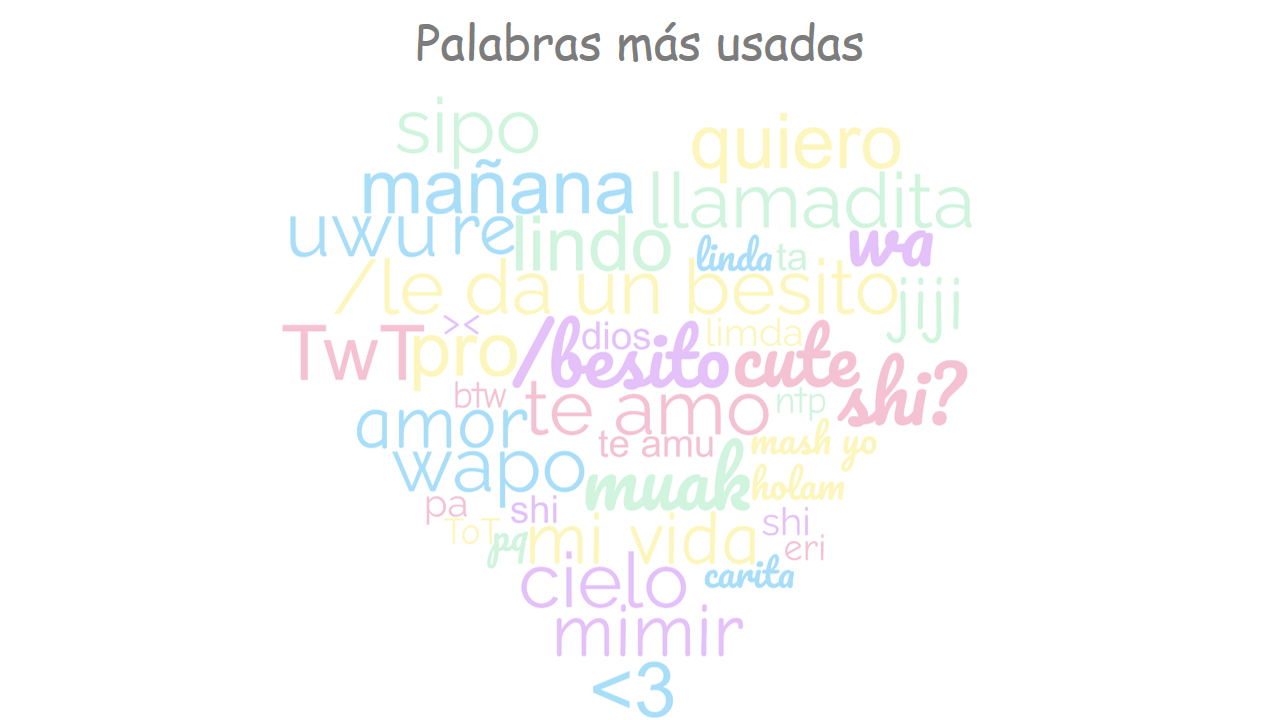 Palabras más usadas
sipo
quiero
mañana
llamadita
uwu
re
lindo
linda
ta
wa
/le da un besito
jiji
TwT
><
pro
/besito
dios
limda
cute
shi?
btw
te amo
ntp
amor
te amu
mash yo
wapo
muak
holam
pa
shi
ToT
pq
mi vida
shi
eri
cielo
carita
mimir
<3